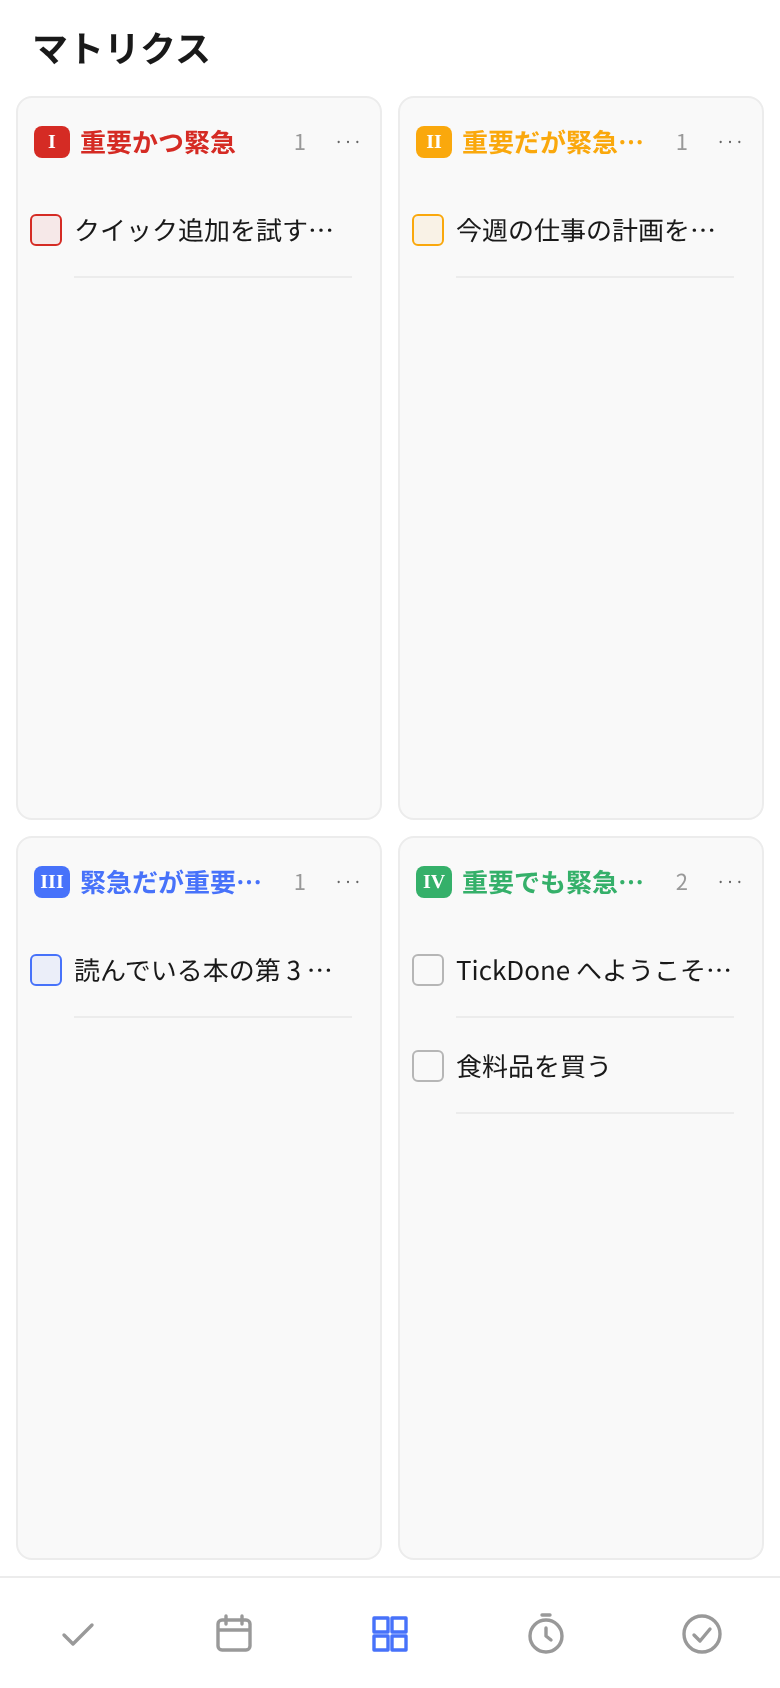 マトリクス
I 重要かつ緊急 1 ···
クイック追加を試す…
II 重要だが緊急… 1 ···
今週の仕事の計画を…
III 緊急だが重要… 1 ···
読んでいる本の第 3 …
IV 重要でも緊急… 2 ···
TickDone へようこそ…
食料品を買う